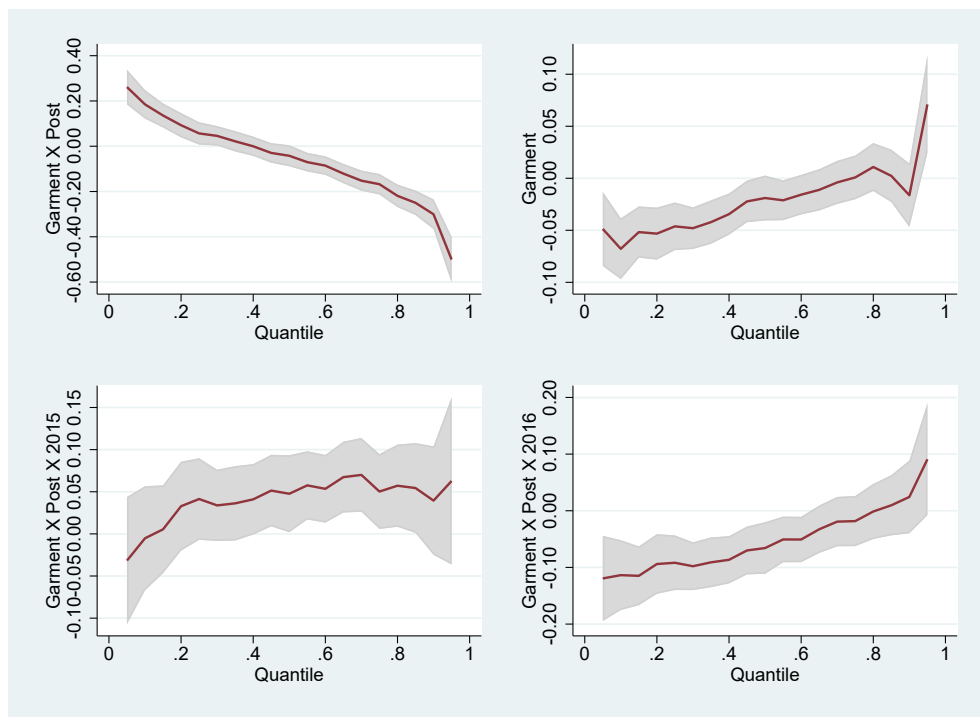 Garment X Post
-0.60 -0.40 -0.20 0.00 0.20 0.40
0 .2 .4 .6 .8 1
Quantile
Garment
-0.10 -0.05 0.00 0.05 0.10
0 .2 .4 .6 .8 1
Quantile
Garment X Post X 2015
-0.10 -0.05 0.00 0.05 0.10 0.15
0 .2 .4 .6 .8 1
Quantile
Garment X Post X 2016
-0.20 -0.10 0.00 0.10 0.20
0 .2 .4 .6 .8 1
Quantile